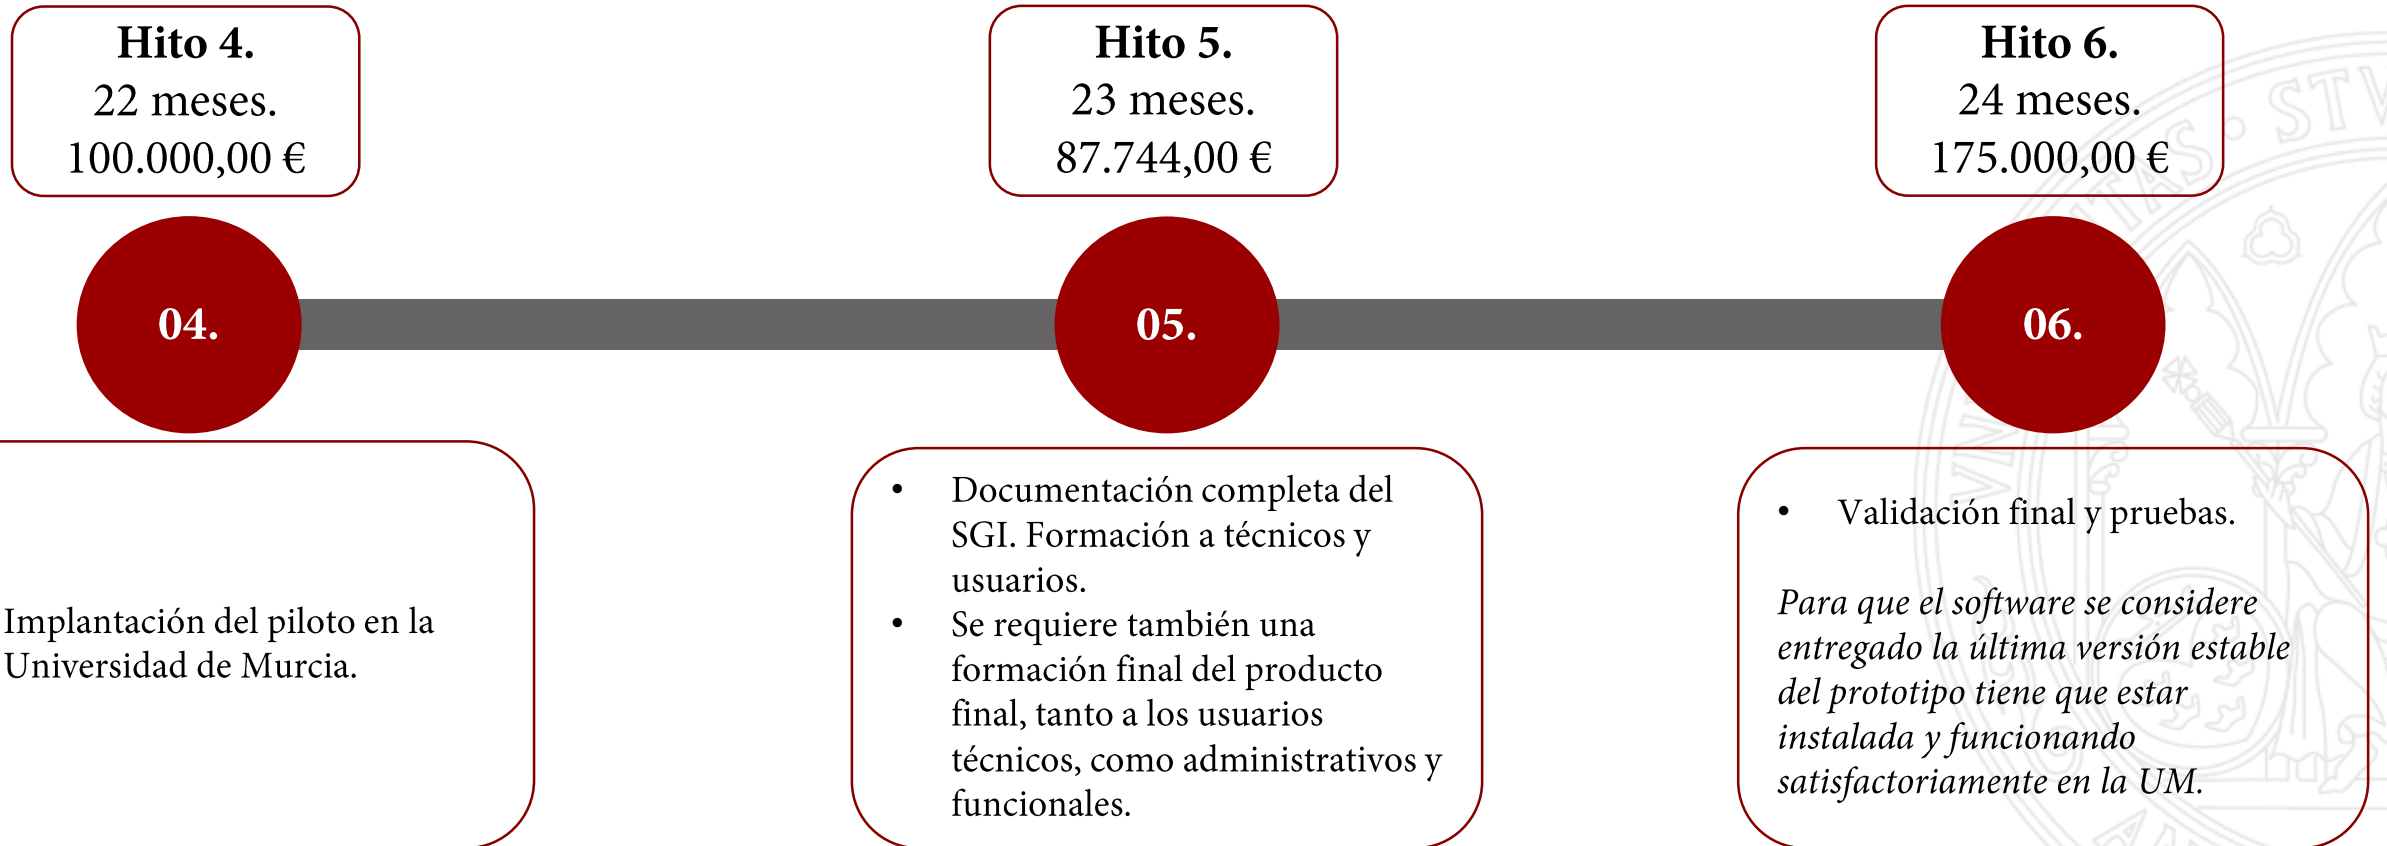 Hito 4.
22 meses.
100.000,00 €
Hito 5.
23 meses.
87.744,00 €
Hito 6.
24 meses.
175.000,00 €
04.
05.
06.
Implantación del piloto en la
Universidad de Murcia.
• Documentación completa del
SGI. Formación a técnicos y
usuarios.
• Se requiere también una
formación final del producto
final, tanto a los usuarios
técnicos, como administrativos y
funcionales.
• Validación final y pruebas.
Para que el software se considere
entregado la última versión estable
del prototipo tiene que estar
instalada y funcionando
satisfactoriamente en la UM.